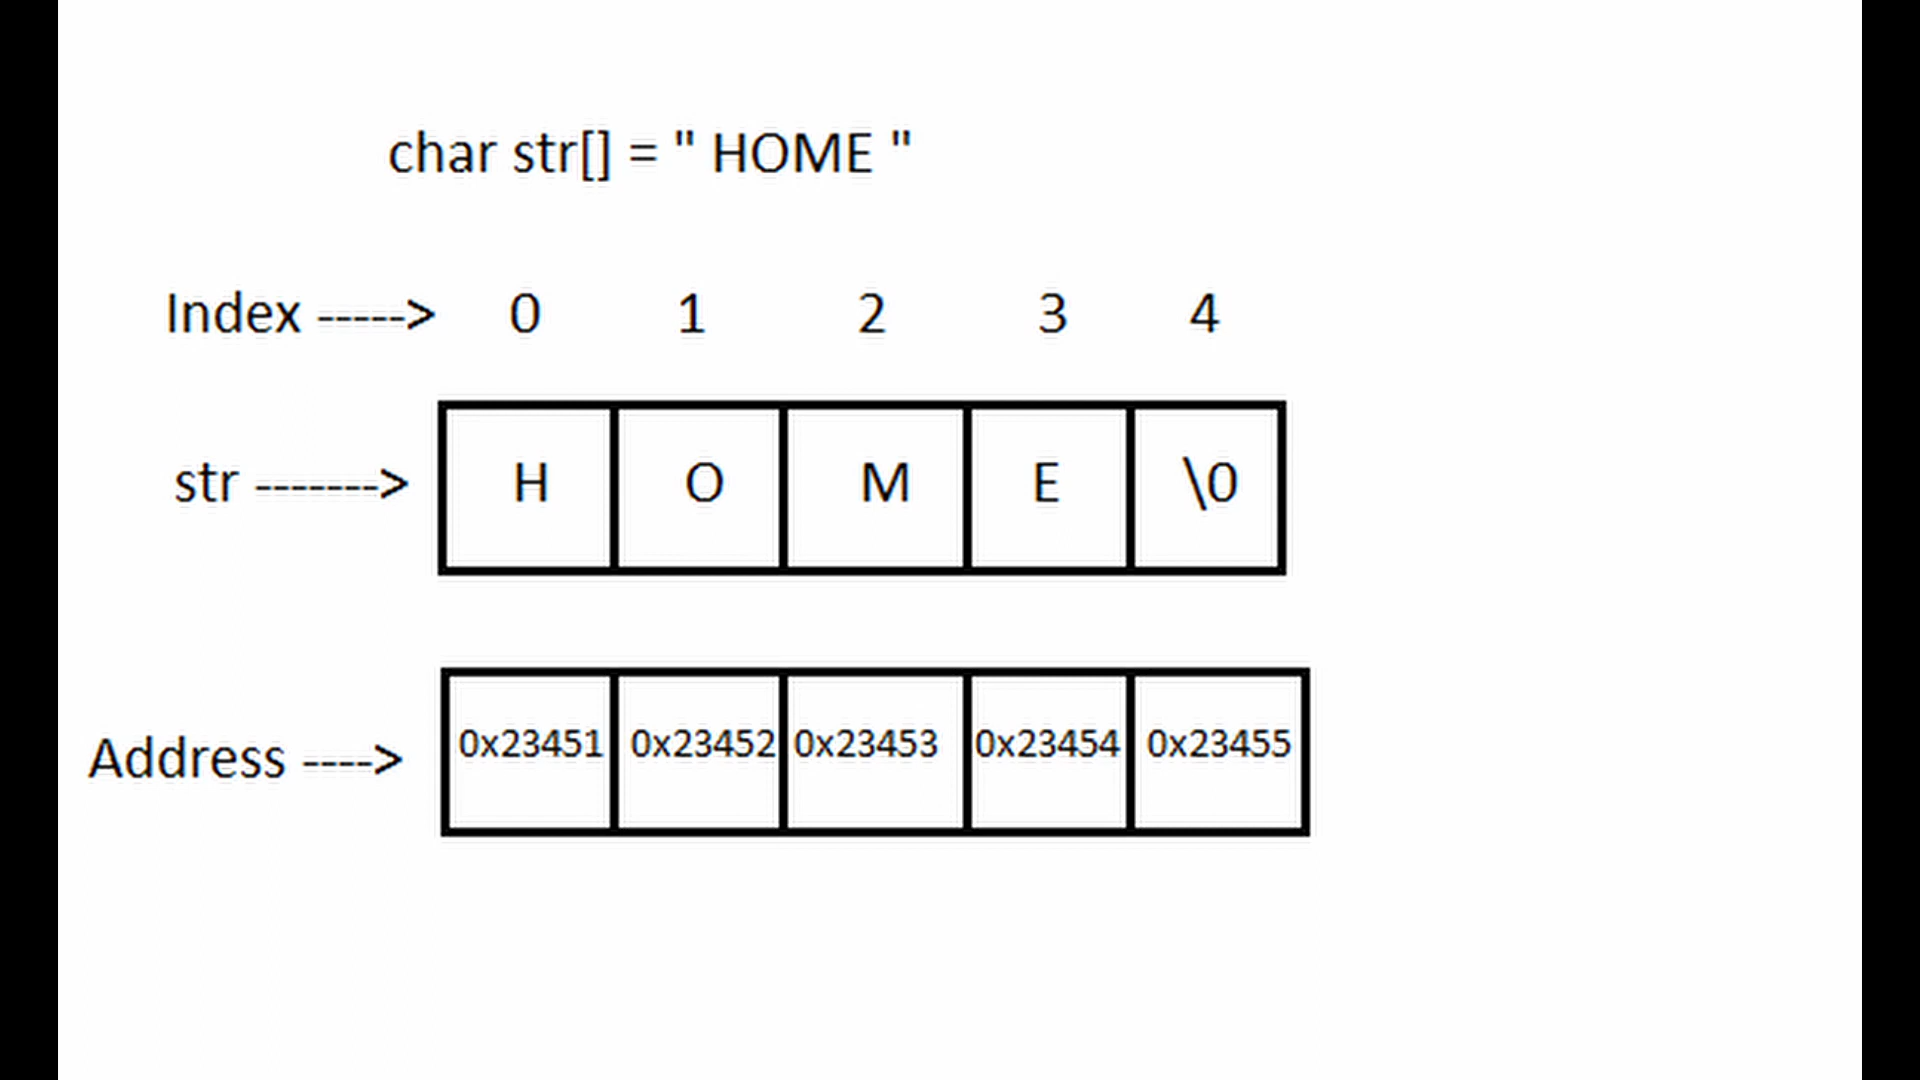 char str[] = " HOME "
Index -----> 0 1 2 3 4
str -------> H O M E \0
Address ----> 0x23451 0x23452 0x23453 0x23454 0x23455